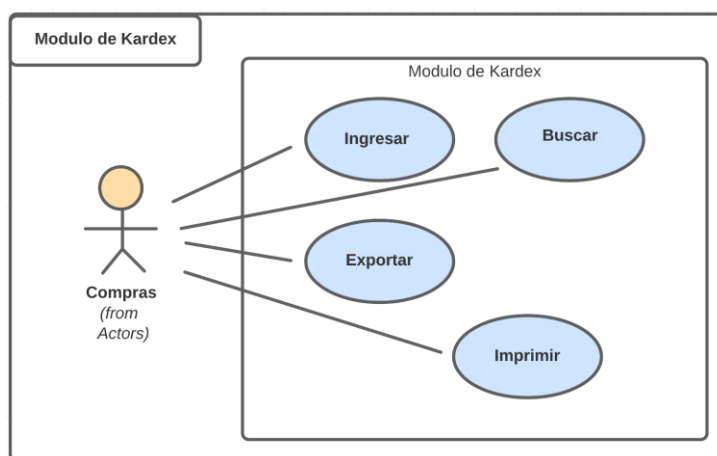 Modulo de Kardex
Modulo de Kardex
Ingresar
Buscar
Exportar
Compras
(from
Actors)
Imprimir